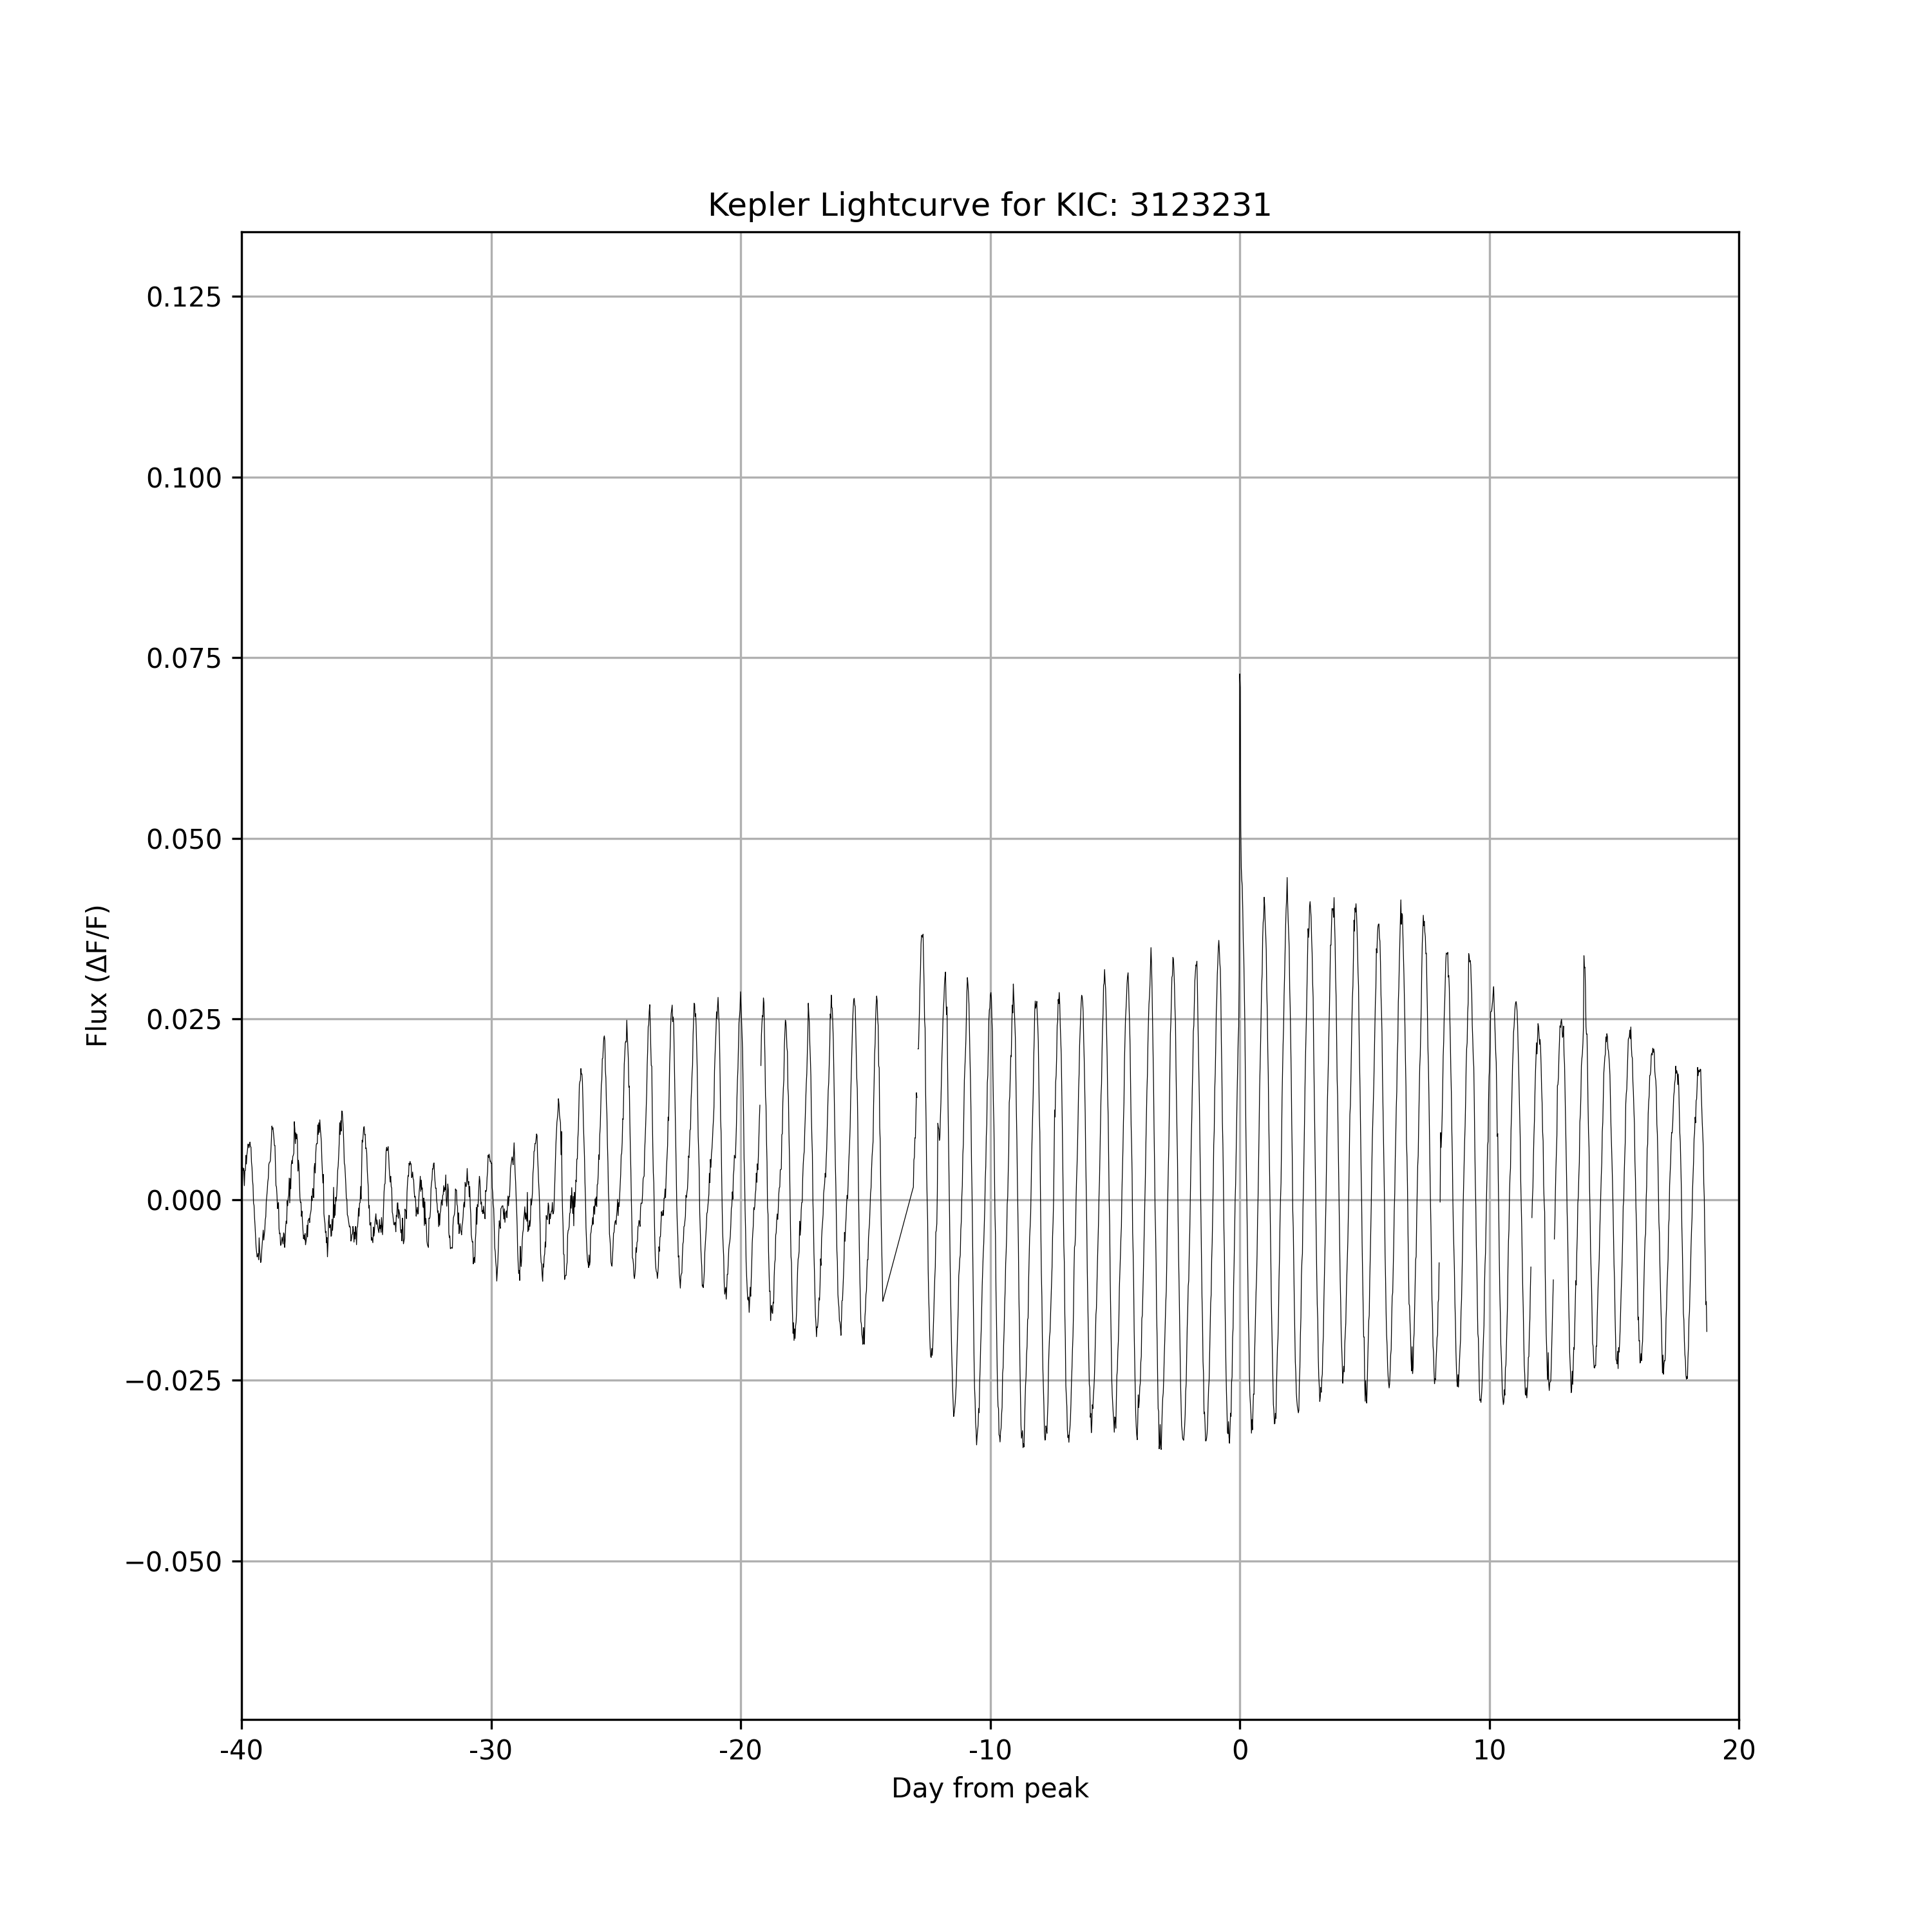 Kepler Lightcurve for KIC: 3123231
0.125
0.100
0.075
0.050
0.025
0.000
−0.025
−0.050
Flux (ΔF/F)
-40 -30 -20 -10 0 10 20
Day from peak